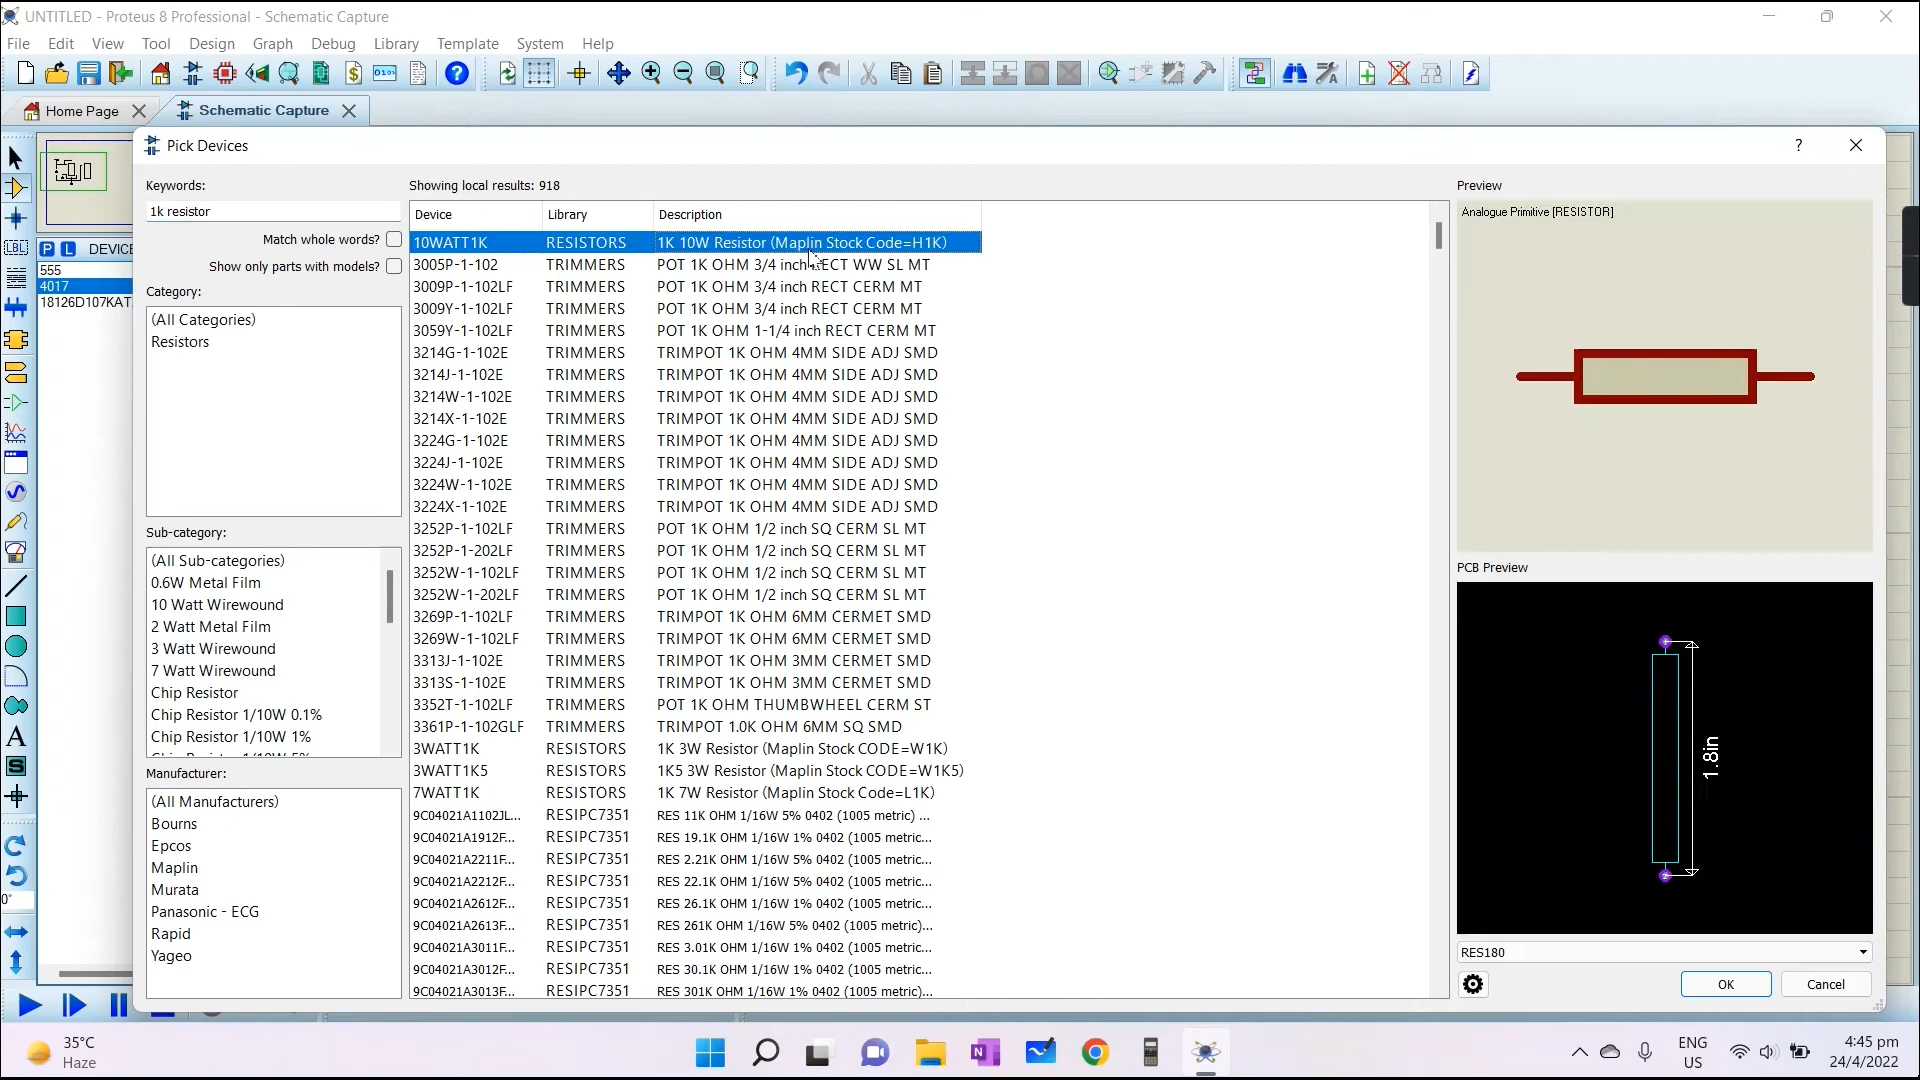 UNTITLED - Proteus 8 Professional - Schematic Capture
File Edit View Tool Design Graph Debug Library Template System Help
Home Page
Schematic Capture
Pick Devices
?
P L DEVICE
555
4017
18126D107KAT
LBL
A
S
0°
Keywords:
1k resistor
Match whole words?
Show only parts with models?
Category:
(All Categories)
Resistors
Sub-category:
(All Sub-categories)
0.6W Metal Film
10 Watt Wirewound
2 Watt Metal Film
3 Watt Wirewound
7 Watt Wirewound
Chip Resistor
Chip Resistor 1/10W 0.1%
Chip Resistor 1/10W 1%
Chip Resistor 1/10W 5%
Manufacturer:
(All Manufacturers)
Bourns
Epcos
Maplin
Murata
Panasonic - ECG
Rapid
Yageo
Showing local results: 918
Device Library Description
10WATT1K RESISTORS 1K 10W Resistor (Maplin Stock Code=H1K)
3005P-1-102 TRIMMERS POT 1K OHM 3/4 inch RECT WW SL MT
3009P-1-102LF TRIMMERS POT 1K OHM 3/4 inch RECT CERM MT
3009Y-1-102LF TRIMMERS POT 1K OHM 3/4 inch RECT CERM MT
3059Y-1-102LF TRIMMERS POT 1K OHM 1-1/4 inch RECT CERM MT
3214G-1-102E TRIMMERS TRIMPOT 1K OHM 4MM SIDE ADJ SMD
3214J-1-102E TRIMMERS TRIMPOT 1K OHM 4MM SIDE ADJ SMD
3214W-1-102E TRIMMERS TRIMPOT 1K OHM 4MM SIDE ADJ SMD
3214X-1-102E TRIMMERS TRIMPOT 1K OHM 4MM SIDE ADJ SMD
3224G-1-102E TRIMMERS TRIMPOT 1K OHM 4MM SIDE ADJ SMD
3224J-1-102E TRIMMERS TRIMPOT 1K OHM 4MM SIDE ADJ SMD
3224W-1-102E TRIMMERS TRIMPOT 1K OHM 4MM SIDE ADJ SMD
3224X-1-102E TRIMMERS TRIMPOT 1K OHM 4MM SIDE ADJ SMD
3252P-1-102LF TRIMMERS POT 1K OHM 1/2 inch SQ CERM SL MT
3252P-1-202LF TRIMMERS POT 1K OHM 1/2 inch SQ CERM SL MT
3252W-1-102LF TRIMMERS POT 1K OHM 1/2 inch SQ CERM SL MT
3252W-1-202LF TRIMMERS POT 1K OHM 1/2 inch SQ CERM SL MT
3269P-1-102LF TRIMMERS TRIMPOT 1K OHM 6MM CERMET SMD
3269W-1-102LF TRIMMERS TRIMPOT 1K OHM 6MM CERMET SMD
3313J-1-102E TRIMMERS TRIMPOT 1K OHM 3MM CERMET SMD
3313S-1-102E TRIMMERS TRIMPOT 1K OHM 3MM CERMET SMD
3352T-1-102LF TRIMMERS POT 1K OHM THUMBWHEEL CERM ST
3361P-1-102GLF TRIMMERS TRIMPOT 1.0K OHM 6MM SQ SMD
3WATT1K RESISTORS 1K 3W Resistor (Maplin Stock CODE=W1K)
3WATT1K5 RESISTORS 1K5 3W Resistor (Maplin Stock CODE=W1K5)
7WATT1K RESISTORS 1K 7W Resistor (Maplin Stock Code=L1K)
9C04021A1102JL... RESIPC7351 RES 11K OHM 1/16W 5% 0402 (1005 metric) ...
9C04021A1912F... RESIPC7351 RES 19.1K OHM 1/16W 1% 0402 (1005 metric...
9C04021A2211F... RESIPC7351 RES 2.21K OHM 1/16W 5% 0402 (1005 metric...
9C04021A2212F... RESIPC7351 RES 22.1K OHM 1/16W 5% 0402 (1005 metric...
9C04021A2612F... RESIPC7351 RES 26.1K OHM 1/16W 1% 0402 (1005 metric...
9C04021A2613F... RESIPC7351 RES 261K OHM 1/16W 5% 0402 (1005 metric)...
9C04021A3011F... RESIPC7351 RES 3.01K OHM 1/16W 1% 0402 (1005 metric...
9C04021A3012F... RESIPC7351 RES 30.1K OHM 1/16W 1% 0402 (1005 metric...
9C04021A3013F... RESIPC7351 RES 301K OHM 1/16W 1% 0402 (1005 metric)...
Preview
Analogue Primitive [RESISTOR]
PCB Preview
1.8in
RES180
OK Cancel
35°C
Haze
ENG
US
4:45 pm
24/4/2022